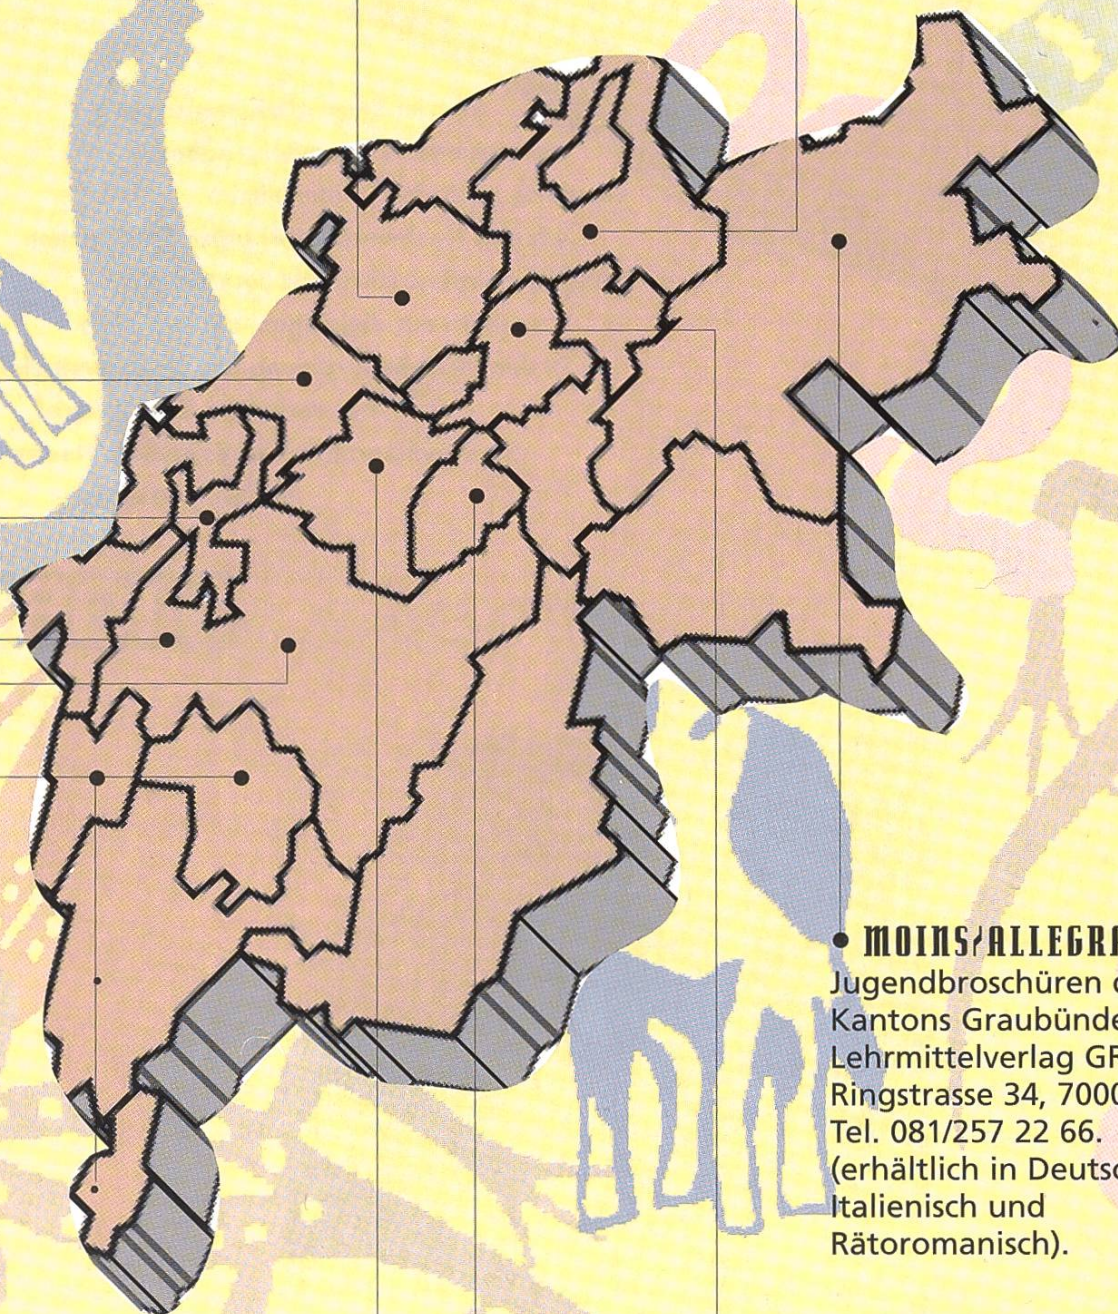 MOINS/ALLEGRA
Jugendbroschüren
Kantons Graubünde
Lehrmittelverlag GR
Ringstrasse 34, 7000
Tel. 081/257 22 66.
(erhältlich in Deutsc
Italienisch und
Rätoromanisch).